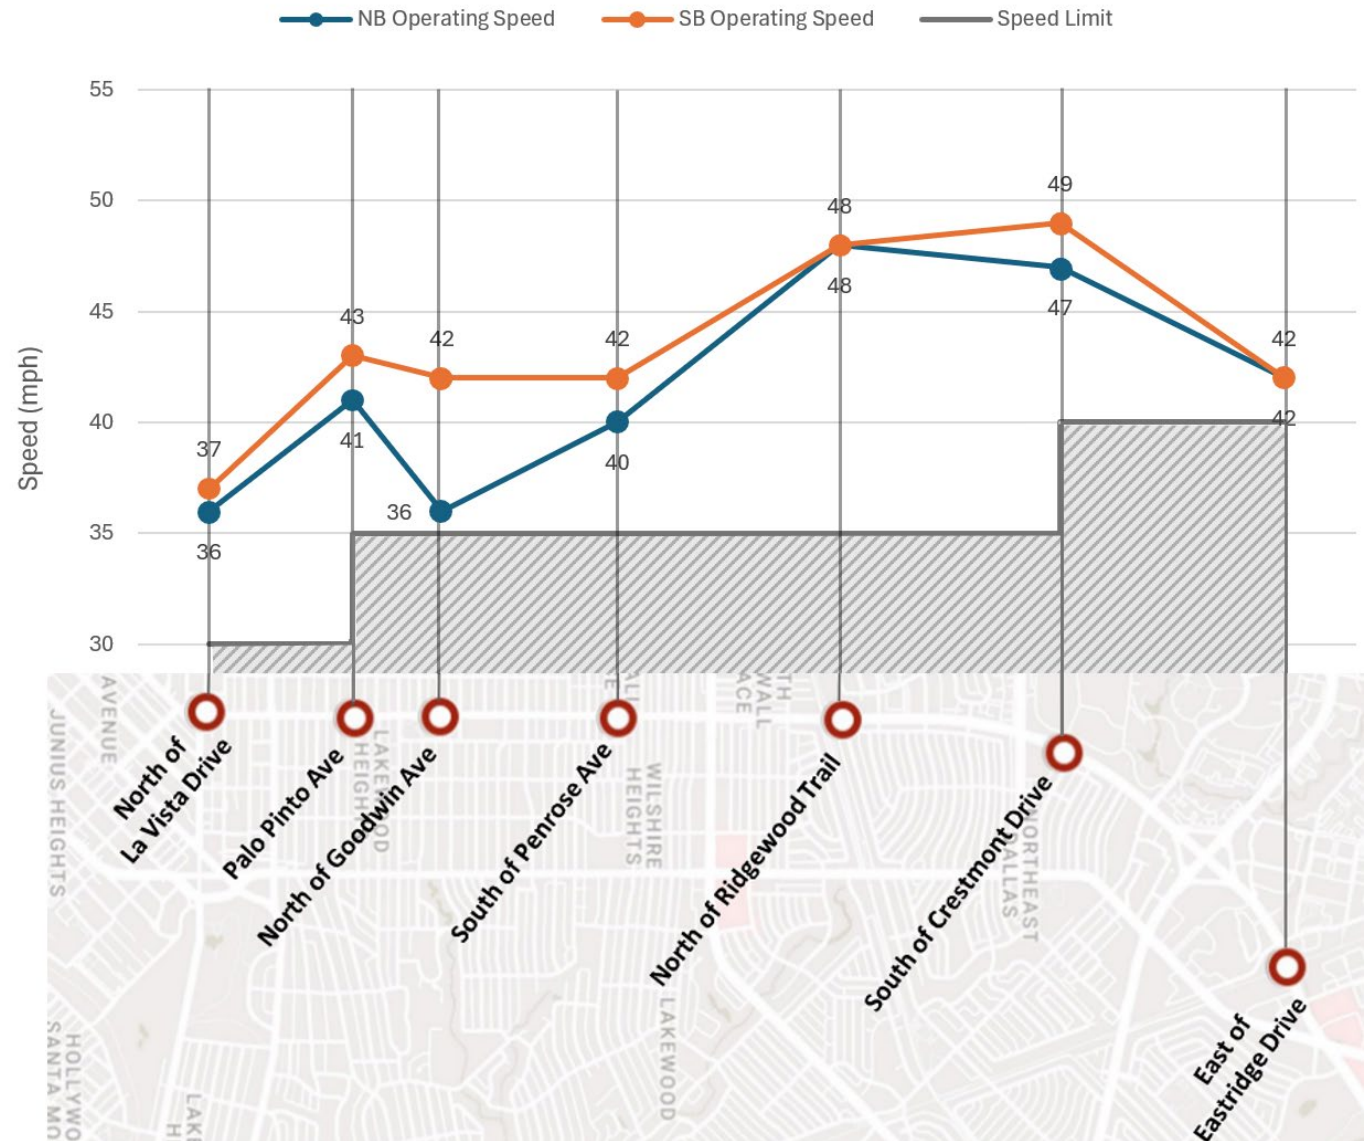 NB Operating Speed
SB Operating Speed
Speed Limit
55
50
45
40
35
30
Speed (mph)
37
36
43
41
42
36
42
40
48
48
49
47
42
42
North of
La Vista Drive
Palo Pinto Ave
North of Goodwin Ave
South of Penrose Ave
North of Ridgewood Trail
South of Crestmont Drive
East of
Eastridge Drive
AVENUE
JUNIUS HEIGHTS
LAKEWOOD
HEIGHTS
WILSHIRE
HEIGHTS
WALL
ACE
NORTHEAST
DALLAS
LAKEWOOD
HOLLYWO
SANTA MO